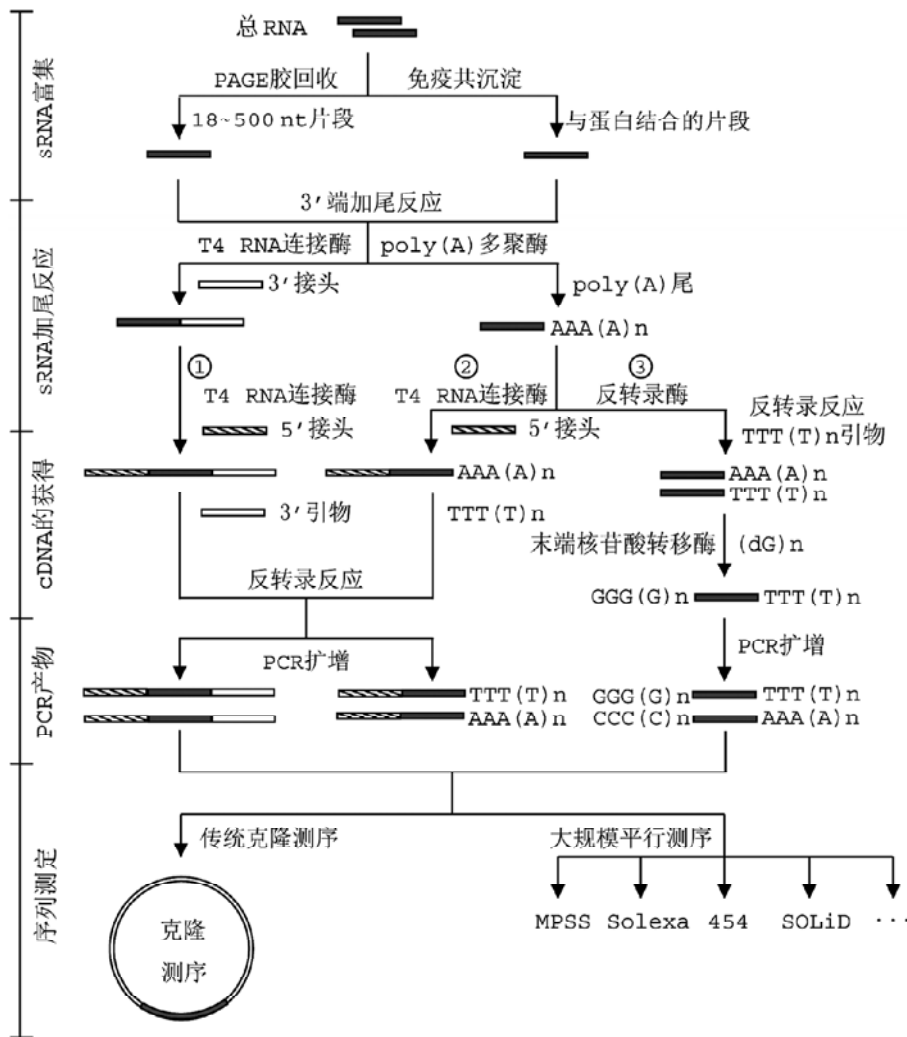 sRNA富集
总RNA
PAGE胶回收
免疫共沉淀
18~500 nt片段
与蛋白结合的片段
sRNA加尾反应
3′端加尾反应
T4 RNA连接酶
poly(A)多聚酶
3′接头
poly(A)尾
AAA(A)n
①
②
③
T4 RNA连接酶
T4 RNA连接酶
反转录酶
反转录反应
5′接头
5′接头
TTT(T)n引物
cDNA的获得
AAA(A)n
AAA(A)n
TTT(T)n
3′引物
TTT(T)n
末端核苷酸转移酶
(dG)n
反转录反应
GGG(G)n
TTT(T)n
PCR产物
PCR扩增
PCR扩增
TTT(T)n
AAA(A)n
GGG(G)n
TTT(T)n
CCC(C)n
AAA(A)n
序列测定
传统克隆测序
大规模平行测序
克隆
测序
MPSS
Solexa
454
SOLiD
···